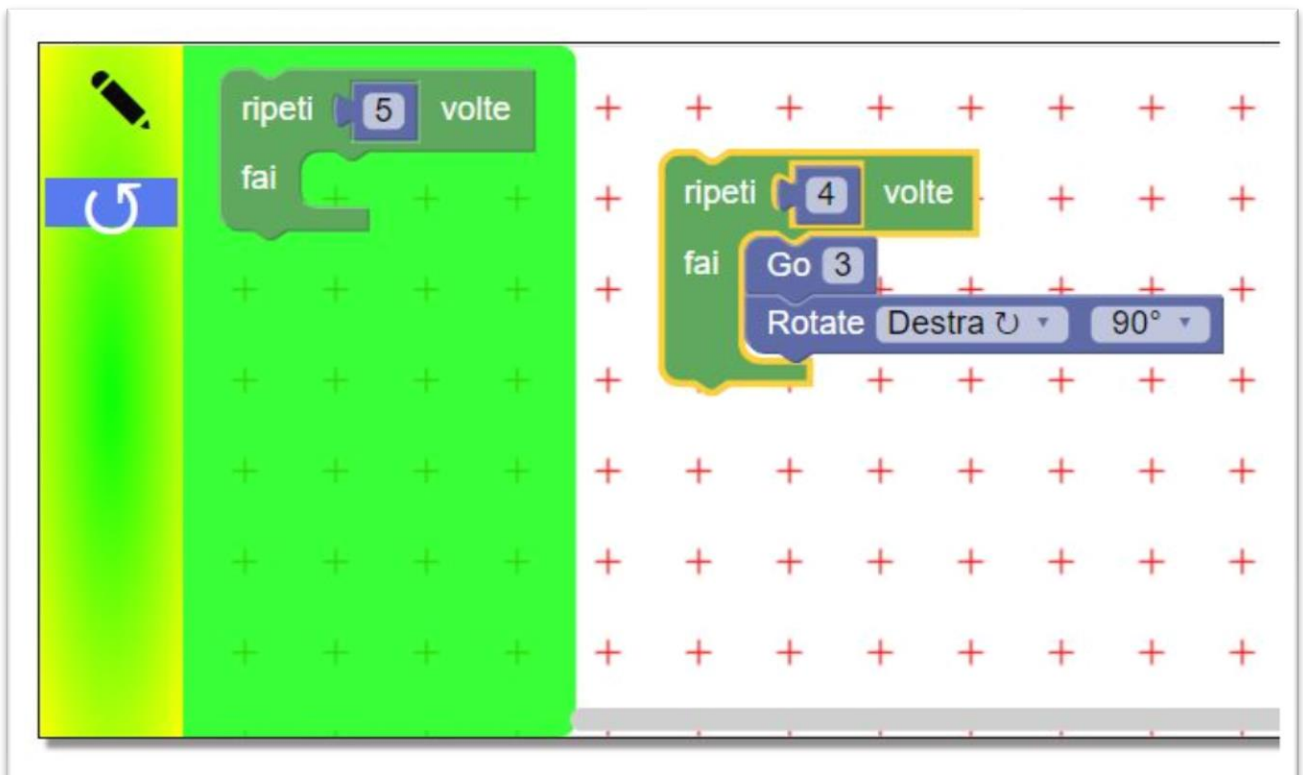 ripeti 5 volte
fai
ripeti 4 volte
fai Go 3
Rotate Destra ↻ ▾ 90° ▾